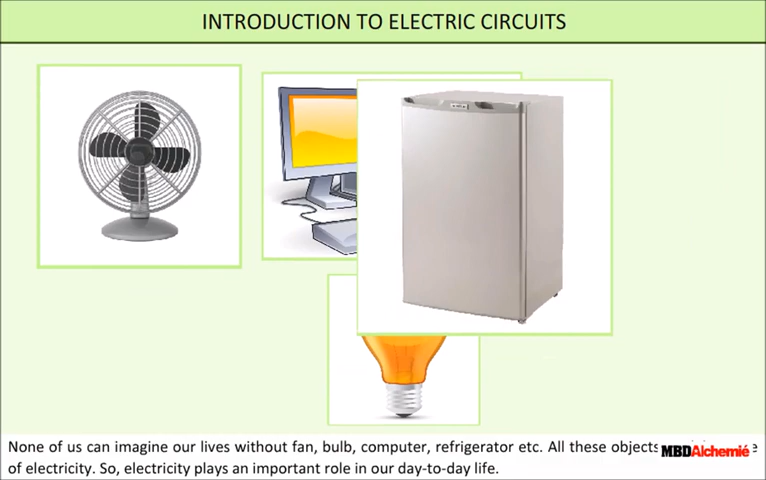 INTRODUCTION TO ELECTRIC CIRCUITS
None of us can imagine our lives without fan, bulb, computer, refrigerator etc. All these objects
MBDAlchemié
of electricity. So, electricity plays an important role in our day-to-day life.